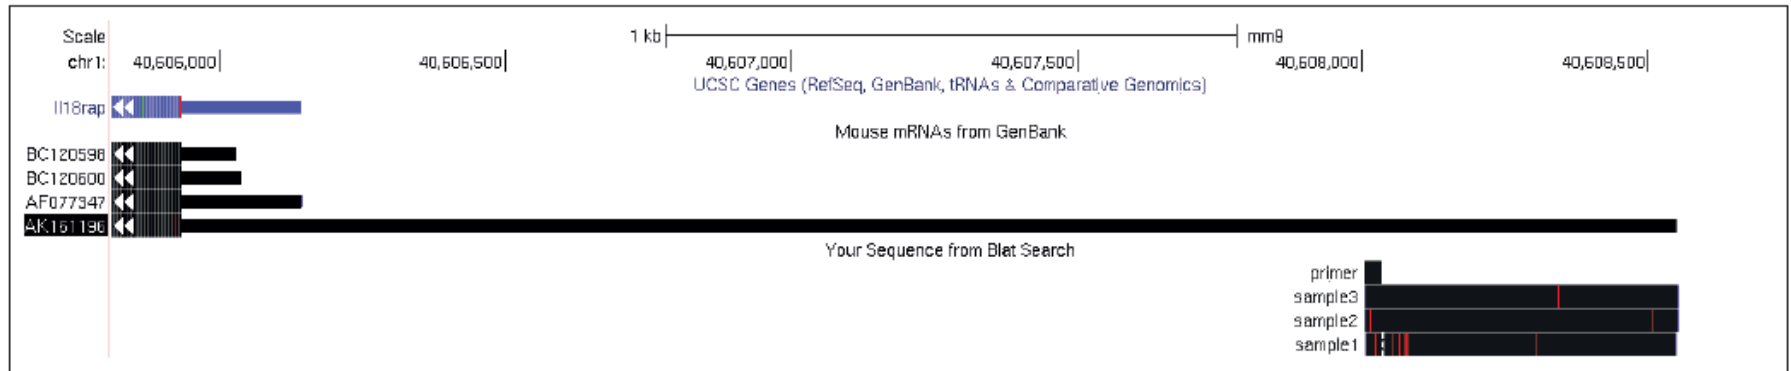 Scale 1 kb mm9
chr1: 40,606,000 40,606,500 40,607,000 40,607,500 40,608,000 40,608,500
UCSC Genes (RefSeq, GenBank, tRNAs & Comparative Genomics)
Il18rap
Mouse mRNAs from GenBank
BC120598
BC120600
AF077347
AK161196
Your Sequence from Blat Search
primer
sample3
sample2
sample1